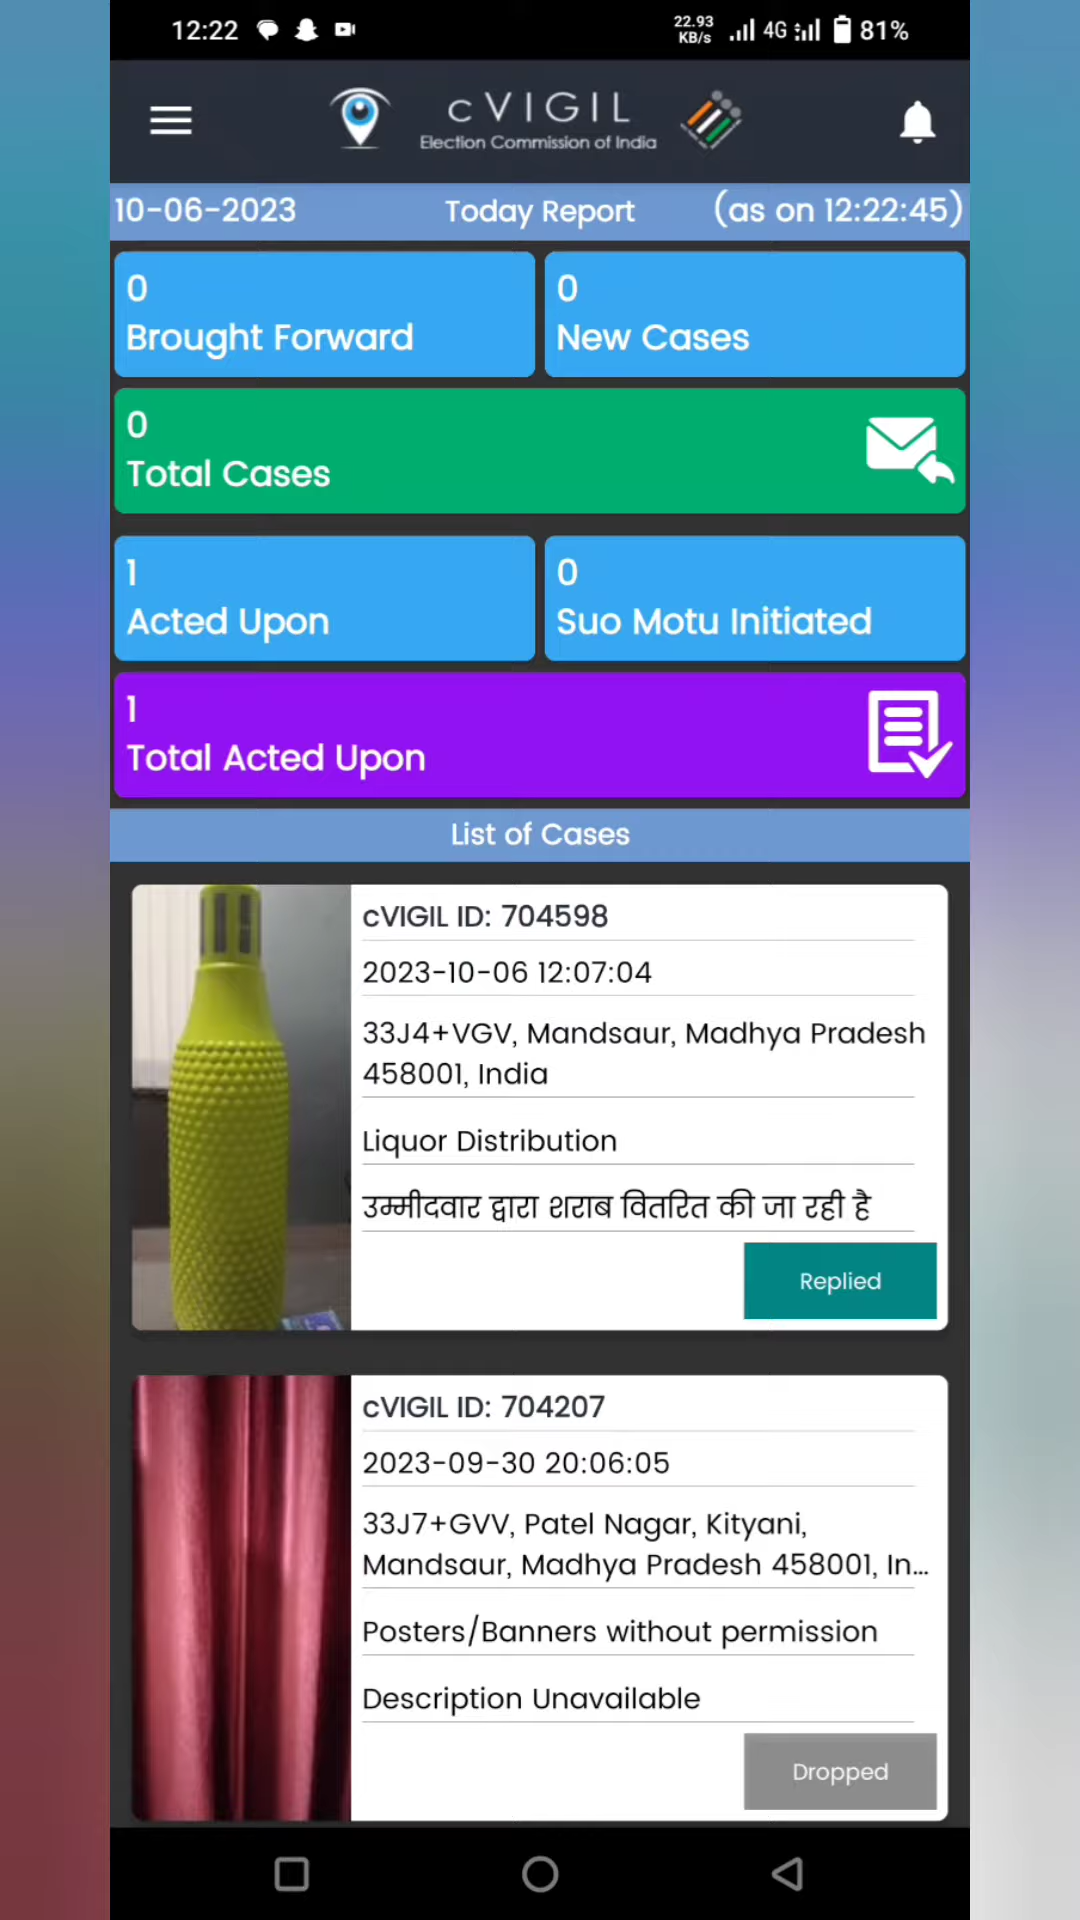 12:22
22.93
KB/s
4G
81%
cVIGIL
Election Commission of India
10-06-2023
Today Report
(as on 12:22:45)
0
Brought Forward
0
New Cases
0
Total Cases
1
Acted Upon
0
Suo Motu Initiated
1
Total Acted Upon
List of Cases
cVIGIL ID: 704598
2023-10-06 12:07:04
33J4+VGV, Mandsaur, Madhya Pradesh
458001, India
Liquor Distribution
उम्मीदवार द्वारा शराब वितरित की जा रही है
Replied
cVIGIL ID: 704207
2023-09-30 20:06:05
33J7+GVV, Patel Nagar, Kityani,
Mandsaur, Madhya Pradesh 458001, In...
Posters/Banners without permission
Description Unavailable
Dropped